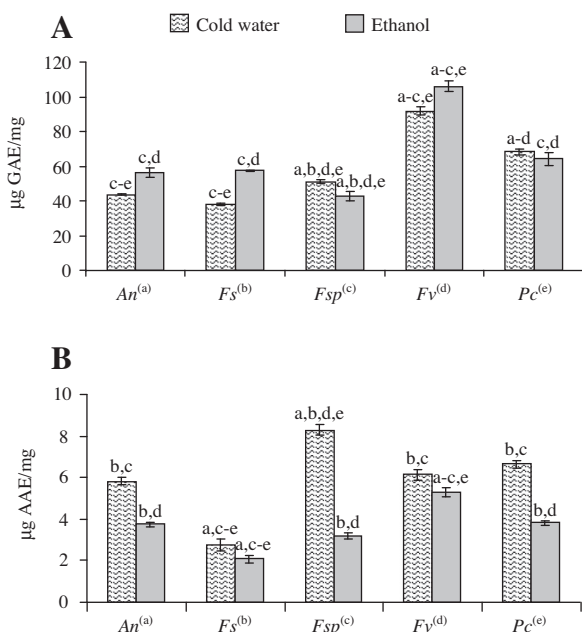 A
Cold water Ethanol
120
100
80
60
40
20
0
µg GAE/mg
c-e c,d c-e c,d a,b,d,e a,b,d,e a-c,e a-c,e a-d c,d
An(a) Fs(b) Fsp(c) Fv(d) Pc(e)
B
10
8
6
4
2
0
µg AAE/mg
b,c b,d a,c-e a,c-e a,b,d,e b,d b,c a-c,e b,c b,d
An(a) Fs(b) Fsp(c) Fv(d) Pc(e)